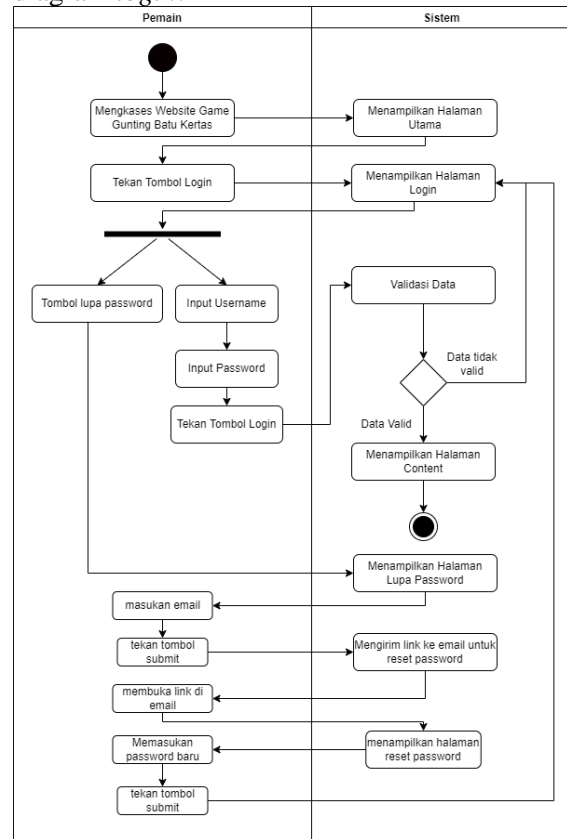 Pemain
Sistem
Mengkases Website Game
Gunting Batu Kertas
Menampilkan Halaman
Utama
Tekan Tombol Login
Menampilkan Halaman
Login
Tombol lupa password
Input Username
Validasi Data
Input Password
Data tidak
valid
Tekan Tombol Login
Data Valid
Menampilkan Halaman
Content
Menampilkan Halaman
Lupa Password
masukan email
tekan tombol
submit
Mengirim link ke email untuk
reset password
membuka link di
email
menampilkan halaman
reset password
Memasukan
password baru
tekan tombol
submit